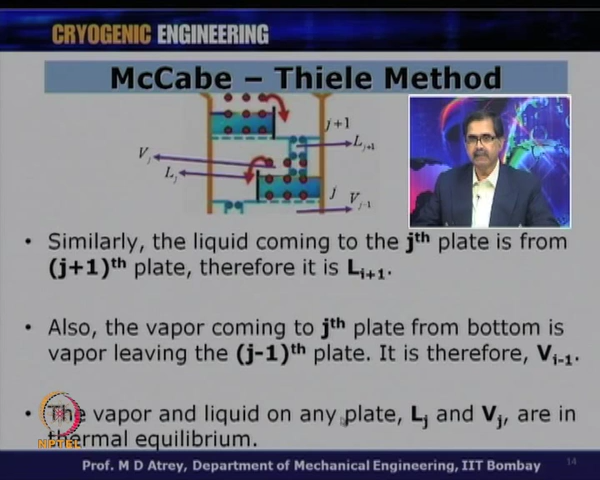 CRYOGENIC ENGINEERING
McCabe – Thiele Method
j+1
Lj+1
Vj
Lj
j
Vj-1
• Similarly, the liquid coming to the jth plate is from
(j+1)th plate, therefore it is Li+1.
• Also, the vapor coming to jth plate from bottom is
vapor leaving the (j-1)th plate. It is therefore, Vi-1.
• The vapor and liquid on any plate, Lj and Vj, are in
thermal equilibrium.
NPTEL
Prof. M D Atrey, Department of Mechanical Engineering, IIT Bombay
14